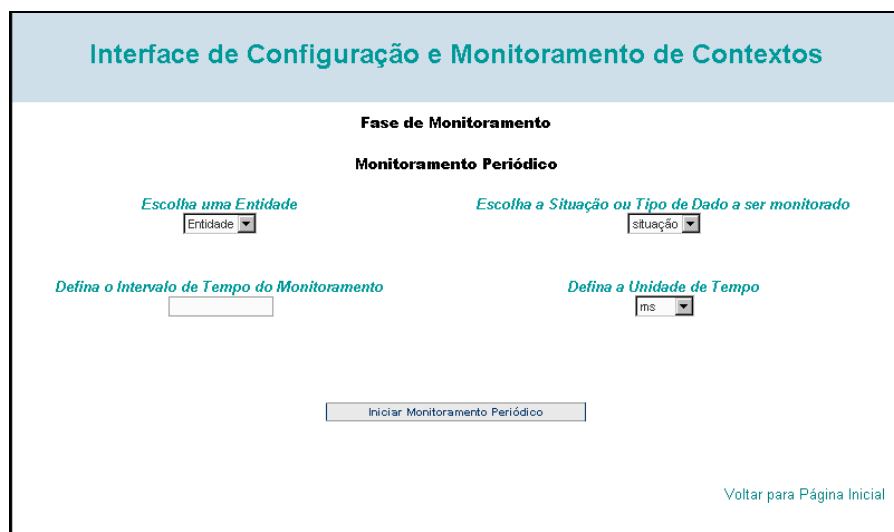 Interface de Configuração e Monitoramento de Contextos
Fase de Monitoramento
Monitoramento Periódico
Escolha uma Entidade
Entidade
Escolha a Situação ou Tipo de Dado a ser monitorado
situação
Defina o Intervalo de Tempo do Monitoramento
Defina a Unidade de Tempo
ms
Iniciar Monitoramento Periódico
Voltar para Página Inicial